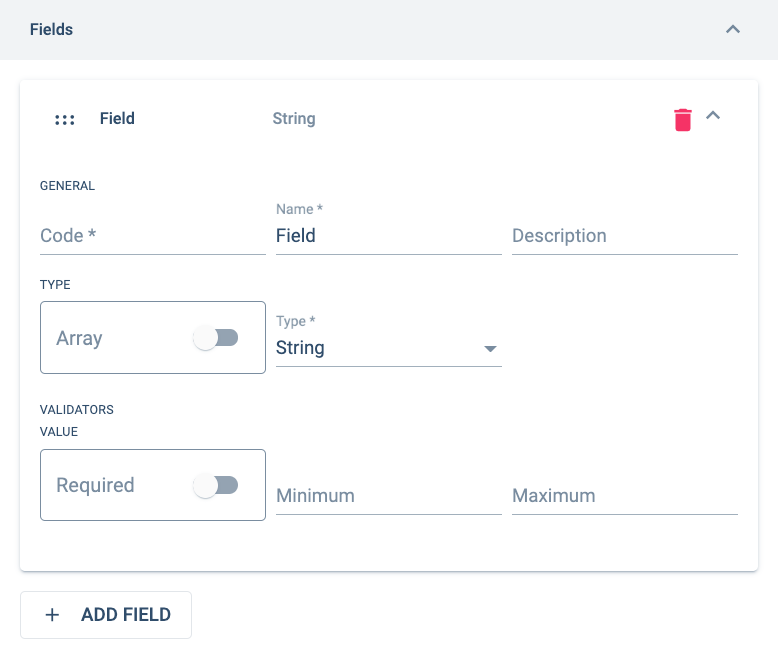 Fields
Field String
GENERAL
Code * Name * Field Description
TYPE
Array Type * String
VALIDATORS
VALUE
Required Minimum Maximum
+ ADD FIELD